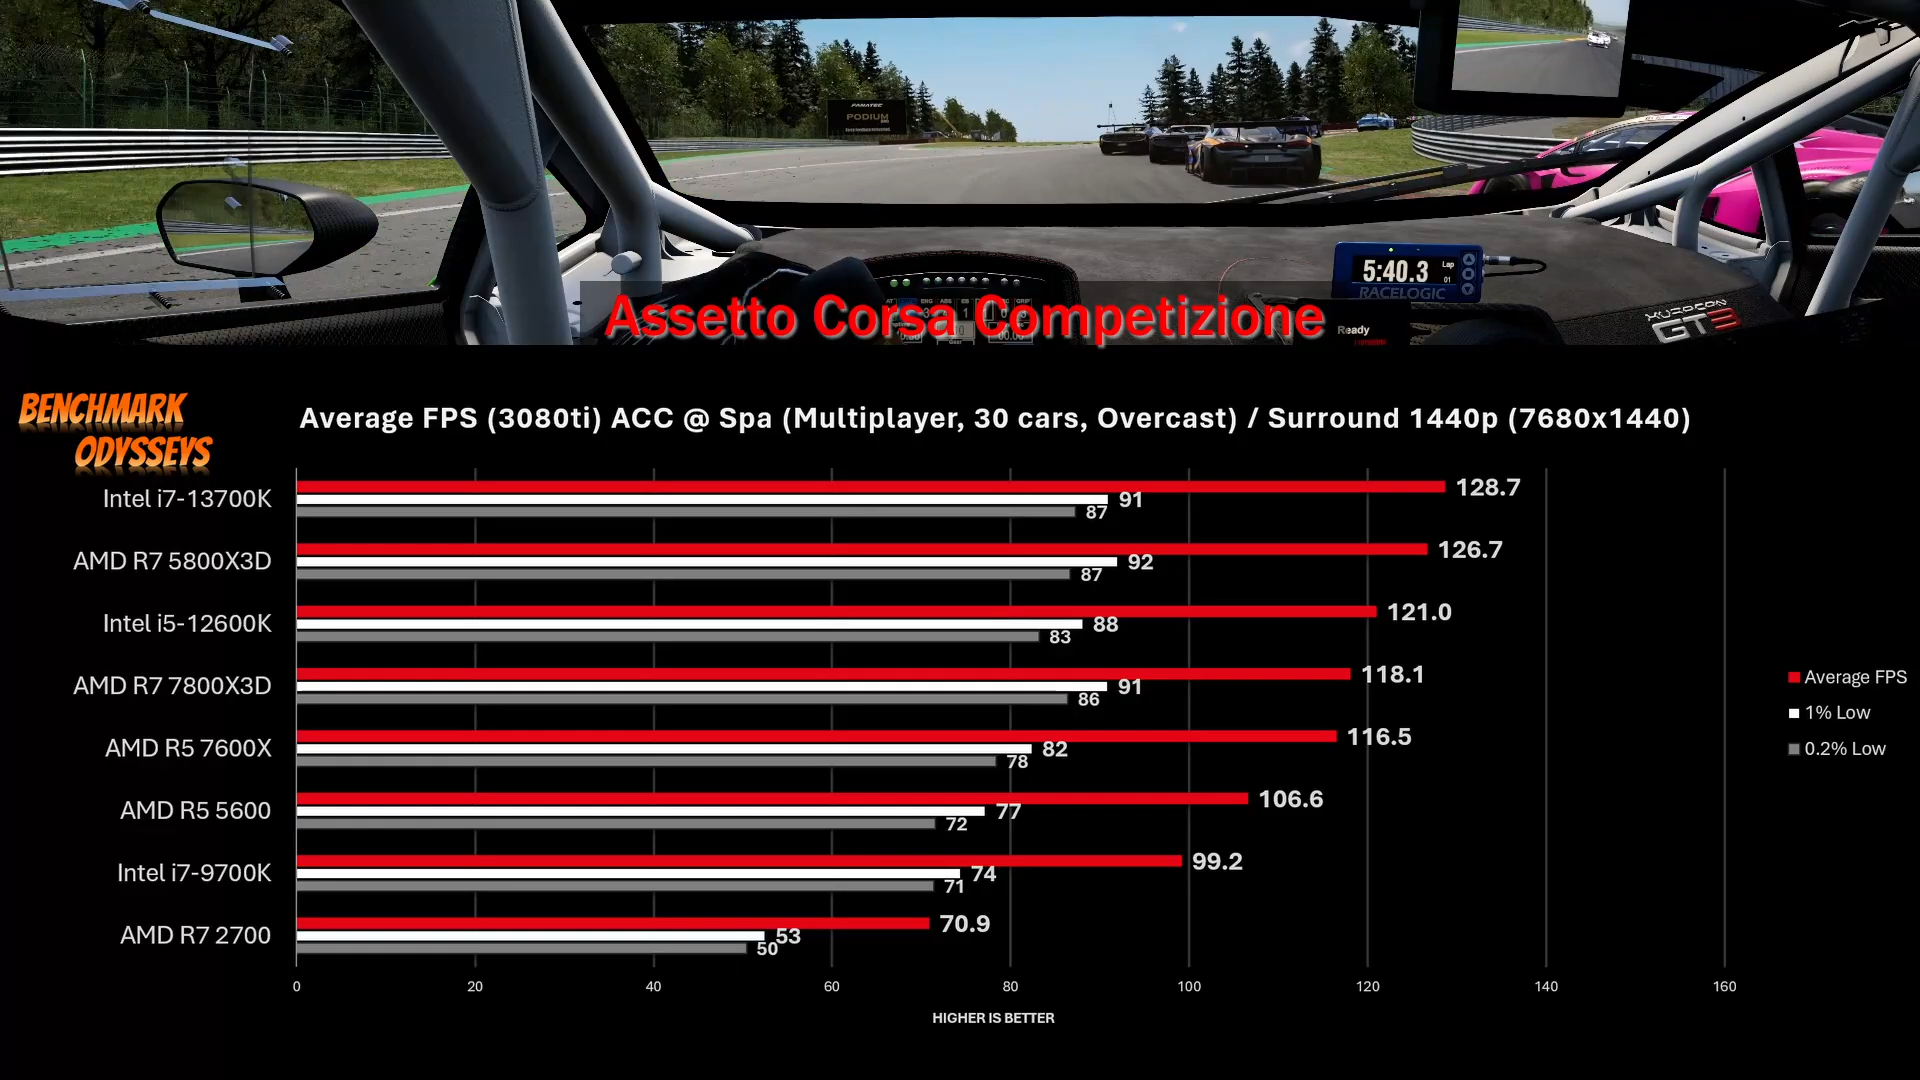 FANATEC
PODIUM
5:40.3
Lap
01
RACELOGIC
GT3
Ready
Assetto Corsa Competizione
BENCHMARK
ODYSSEYS
Average FPS (3080ti) ACC @ Spa (Multiplayer, 30 cars, Overcast) / Surround 1440p (7680x1440)
Intel i7-13700K
128.7
91
87
AMD R7 5800X3D
126.7
92
87
Intel i5-12600K
121.0
88
83
AMD R7 7800X3D
118.1
91
86
AMD R5 7600X
116.5
82
78
AMD R5 5600
106.6
77
72
Intel i7-9700K
99.2
74
71
AMD R7 2700
70.9
53
50
Average FPS
1% Low
0.2% Low
0 20 40 60 80 100 120 140 160
HIGHER IS BETTER